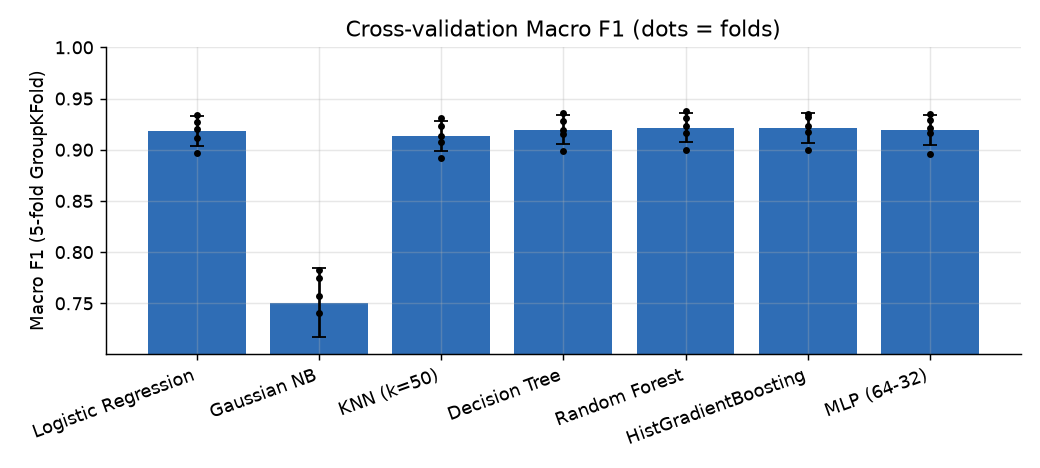 Cross-validation Macro F1 (dots = folds)
Macro F1 (5-fold GroupKFold)
1.00
0.95
0.90
0.85
0.80
0.75
Logistic Regression
Gaussian NB
KNN (k=50)
Decision Tree
Random Forest
HistGradientBoosting
MLP (64-32)